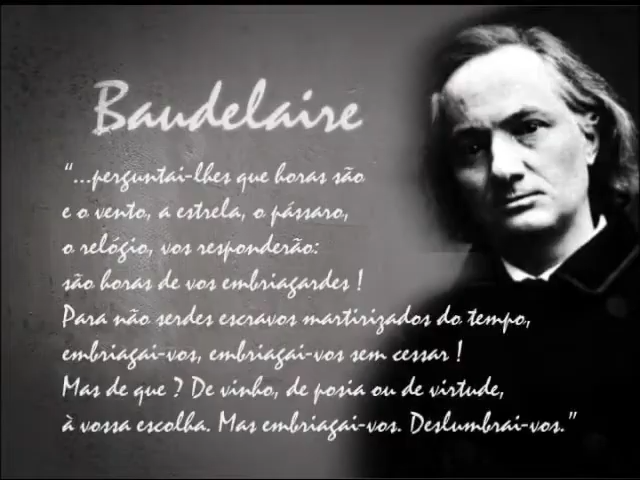 Baudelaire
"...perguntai-lhes que horas são
e o vento, a estrela, o pássaro,
o relógio, vos responderão:
são horas de vos embriagardes !
Para não serdes escravos martirizados do tempo,
embriagai-vos, embriagai-vos sem cessar !
Mas de que ? De vinho, de posia ou de virtude,
à vossa escolha. Mas embriagai-vos. Deslumbrai-vos."